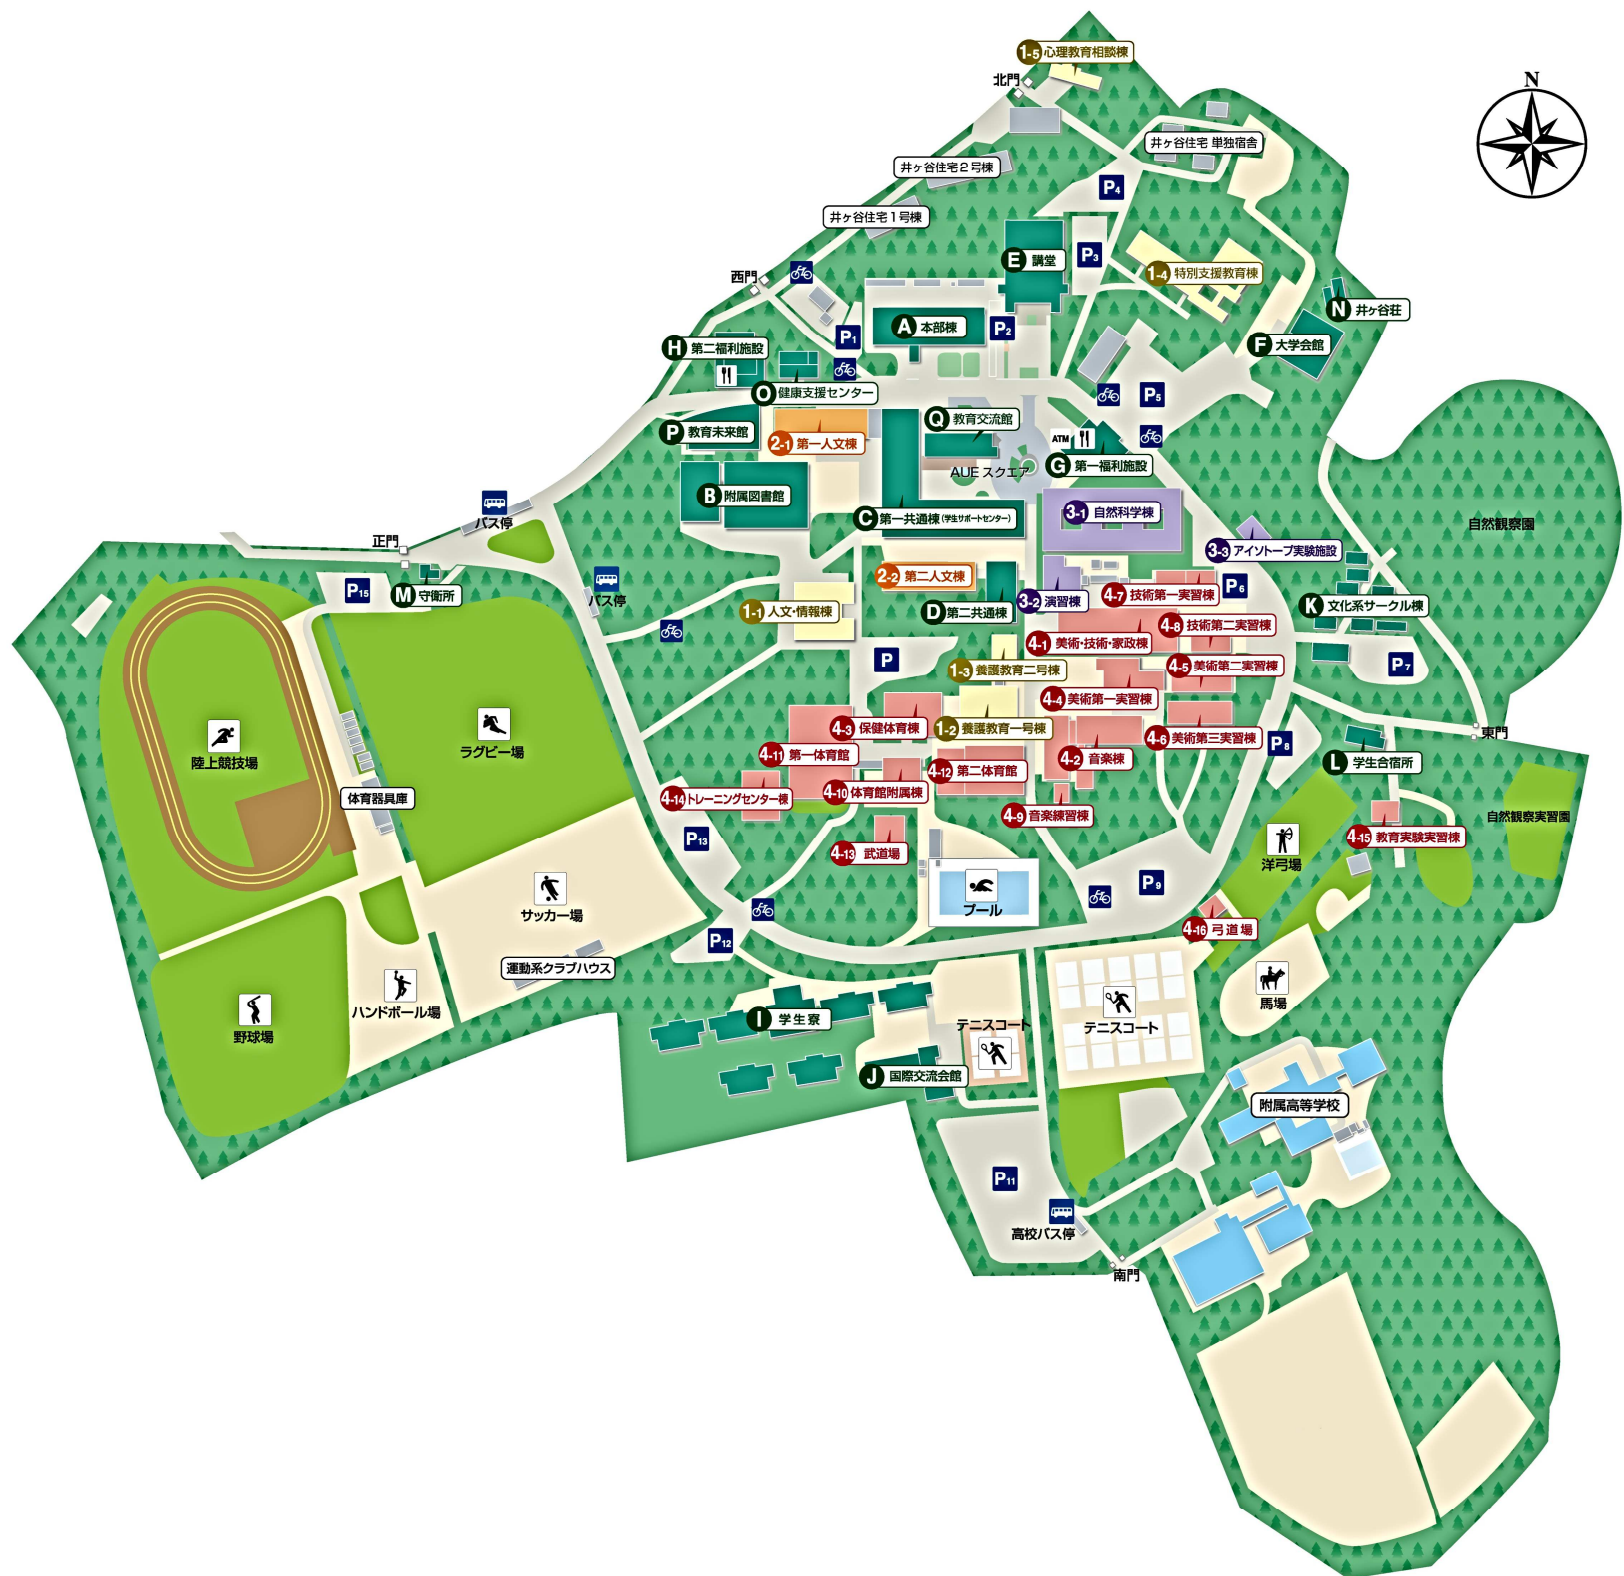 N
1-5 心理教育相談棟
北門
井ヶ谷住宅 単独宿舎
井ヶ谷住宅2号棟
P4
井ヶ谷住宅1号棟
E 講堂
P3
1-4 特別支援教育棟
西門
N 井ヶ谷荘
A 本部棟
P2
P1
H 第二福利施設
F 大学会館
O 健康支援センター
P5
Q 教育交流館
P 教育未来館
2-1 第一人文棟
ATM
G 第一福利施設
AUE スクエア
B 附属図書館
C 第一共通棟(学生サポートセンター)
3-1 自然科学棟
自然観察園
バス停
正門
3-3 アイソトープ実験施設
2-2 第二人文棟
P15
M 守衛所
バス停
3-2 演習棟
4-7 技術第一実習棟
P6
1-1 人文・情報棟
D 第二共通棟
K 文化系サークル棟
4-8 技術第二実習棟
4-1 美術・技術・家政棟
P
1-3 養護教育二号棟
4-5 美術第二実習棟
P7
4-4 美術第一実習棟
4-3 保健体育棟
1-2 養護教育一号棟
4-6 美術第三実習棟
P8
東門
ラグビー場
陸上競技場
4-11 第一体育館
4-2 音楽棟
L 学生合宿所
4-12 第二体育館
体育器具庫
4-14 トレーニングセンター棟
4-10 体育館附属棟
4-9 音楽練習棟
自然観察実習園
P13
4-13 武道場
洋弓場
4-15 教育実験実習棟
P9
プール
サッカー場
4-16 弓道場
P12
運動系クラブハウス
ハンドボール場
馬場
野球場
I 学生寮
テニスコート
テニスコート
J 国際交流会館
附属高等学校
P11
高校バス停
南門